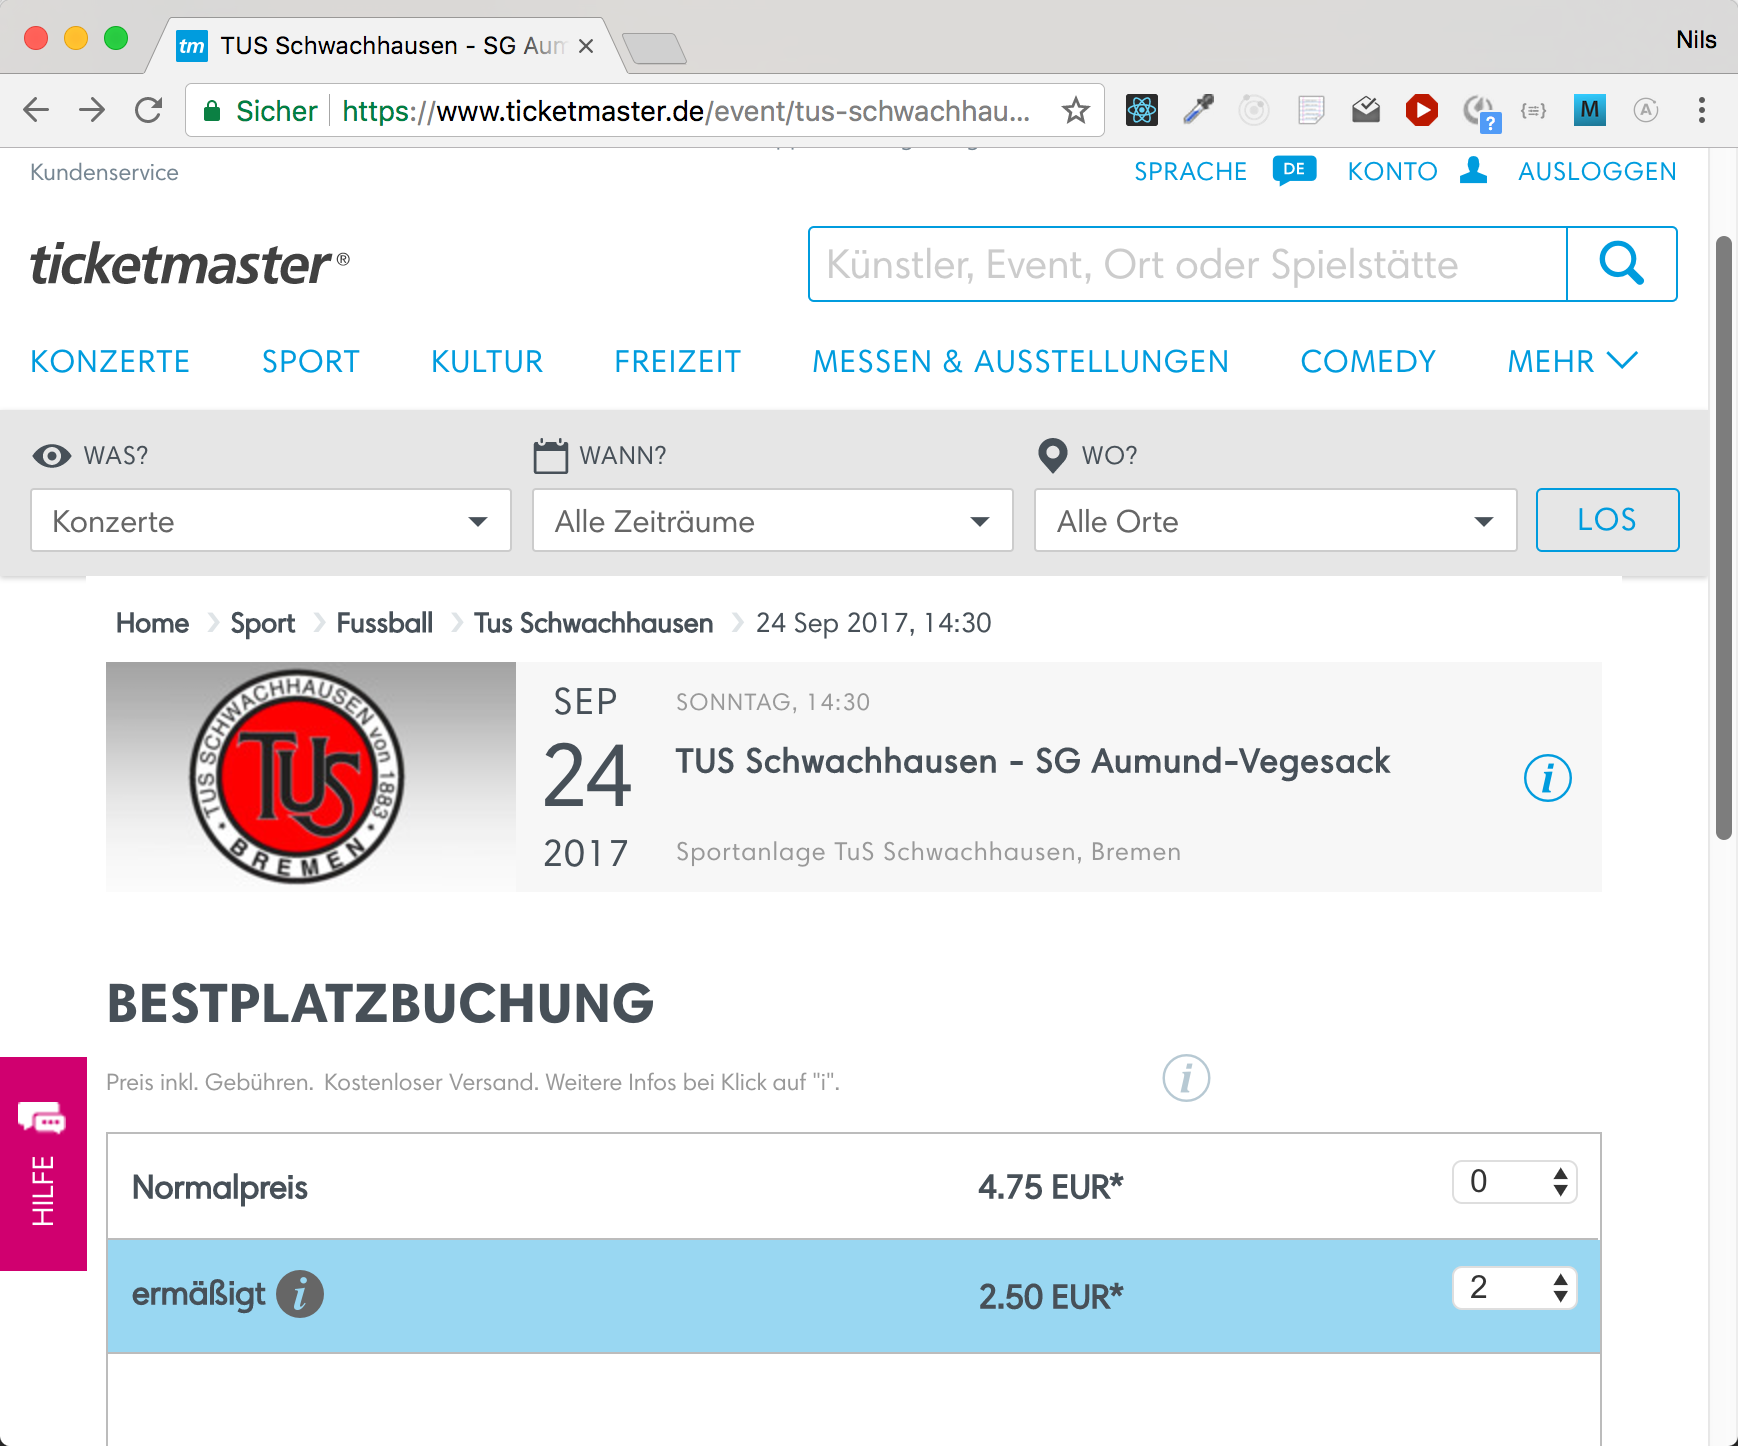 tm TUS Schwachhausen - SG Aum
Nils
Sicher https://www.ticketmaster.de/event/tus-schwachhau...
? {=} M A
Kundenservice
SPRACHE DE KONTO AUSLOGGEN
ticketmaster®
Künstler, Event, Ort oder Spielstätte
KONZERTE SPORT KULTUR FREIZEIT MESSEN & AUSSTELLUNGEN COMEDY MEHR
WAS? WANN? WO?
Konzerte Alle Zeiträume Alle Orte LOS
Home Sport Fussball Tus Schwachhausen 24 Sep 2017, 14:30
TUS SCHWACHHAUSEN von 1883
TUS
BREMEN
SEP
24
2017
SONNTAG, 14:30
TUS Schwachhausen - SG Aumund-Vegesack
i
Sportanlage TuS Schwachhausen, Bremen
BESTPLATZBUCHUNG
Preis inkl. Gebühren. Kostenloser Versand. Weitere Infos bei Klick auf "i". i
HILFE
Normalpreis 4.75 EUR* 0
ermäßigt i 2.50 EUR* 2